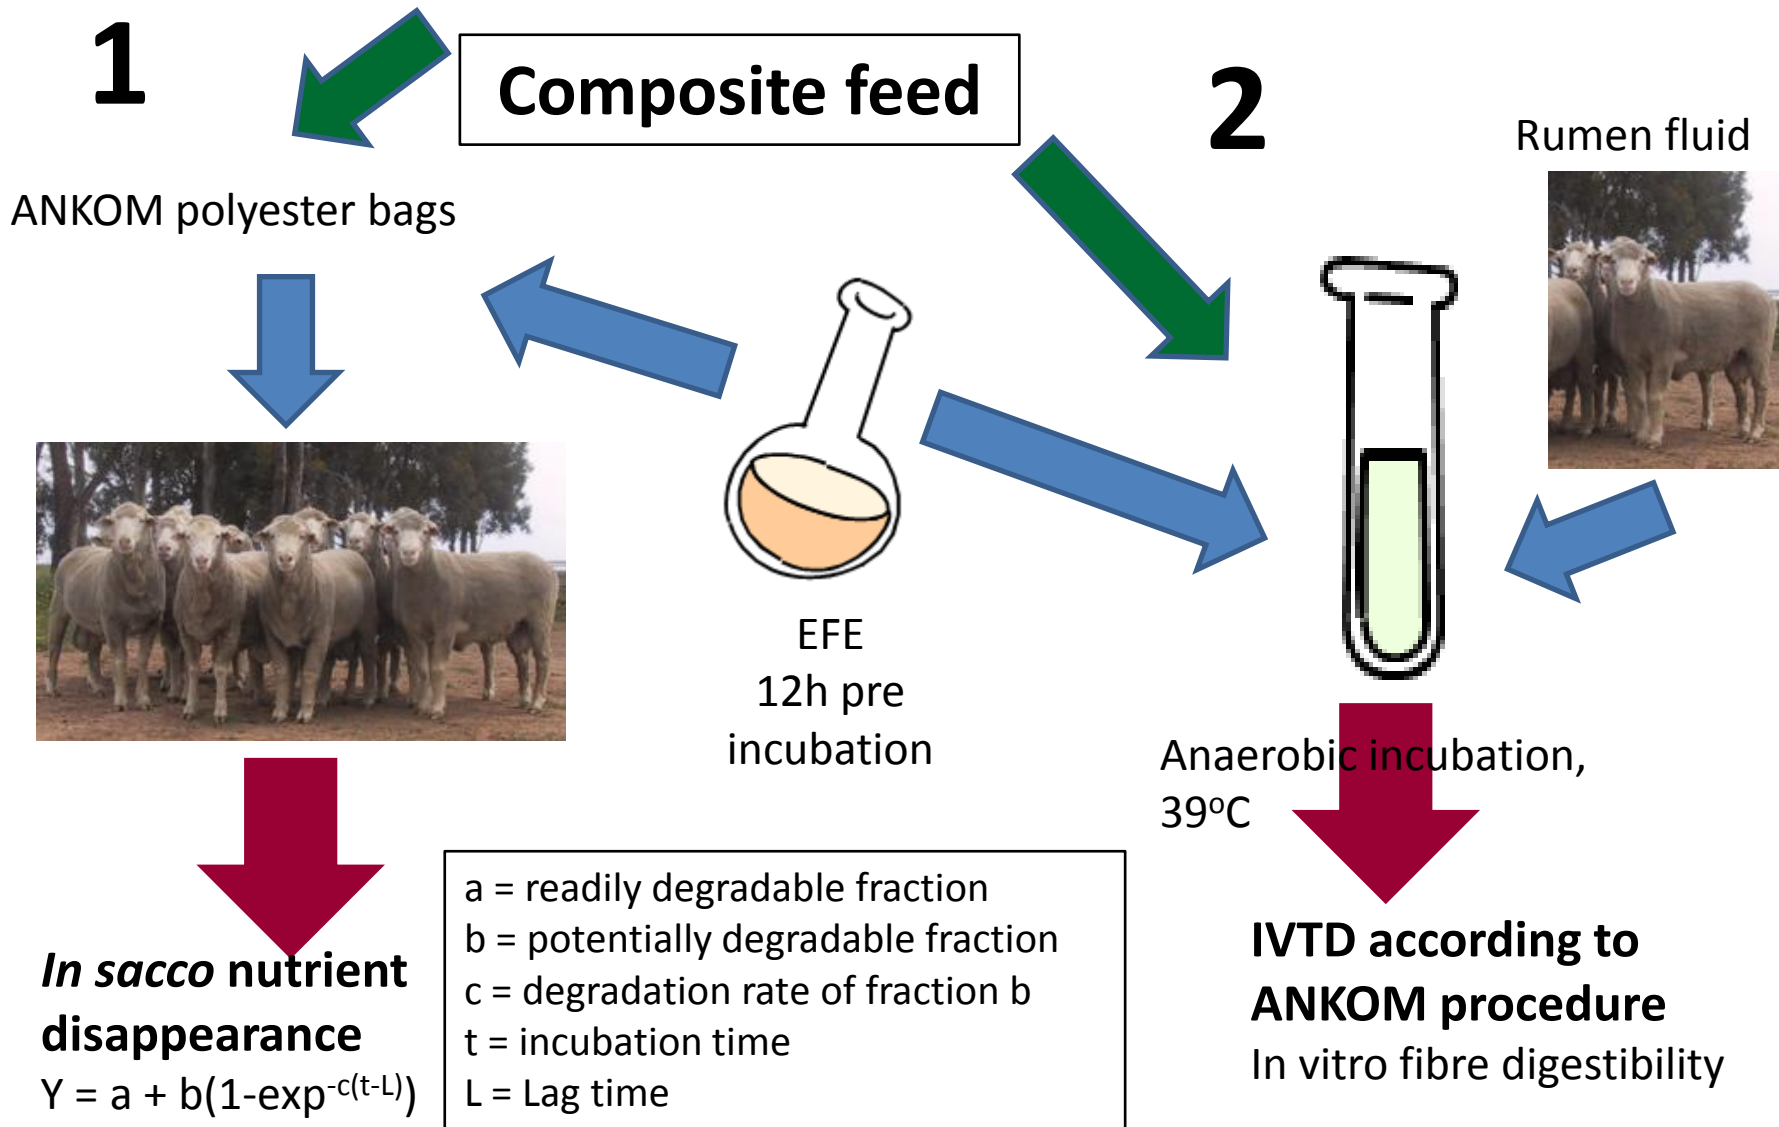 1
Composite feed
2
Rumen fluid
ANKOM polyester bags
EFE
12h pre
incubation
Anaerobic incubation,
39°C
In sacco nutrient
disappearance
Y = a + b(1-exp^-c(t-L))
a = readily degradable fraction
b = potentially degradable fraction
c = degradation rate of fraction b
t = incubation time
L = Lag time
IVTD according to
ANKOM procedure
In vitro fibre digestibility